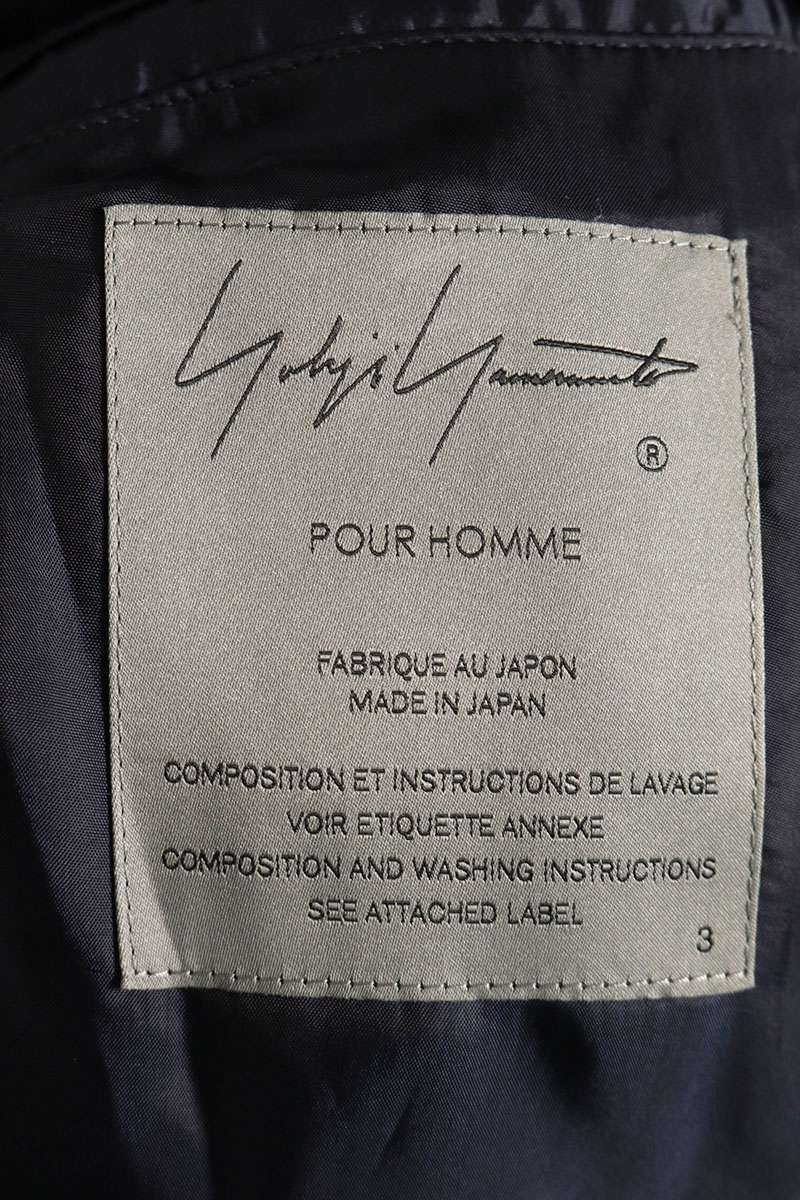 Yohji Yamamoto
®
POUR HOMME
FABRIQUE AU JAPON
MADE IN JAPAN
COMPOSITION ET INSTRUCTIONS DE LAVAGE
VOIR ETIQUETTE ANNEXE
COMPOSITION AND WASHING INSTRUCTIONS
SEE ATTACHED LABEL
3